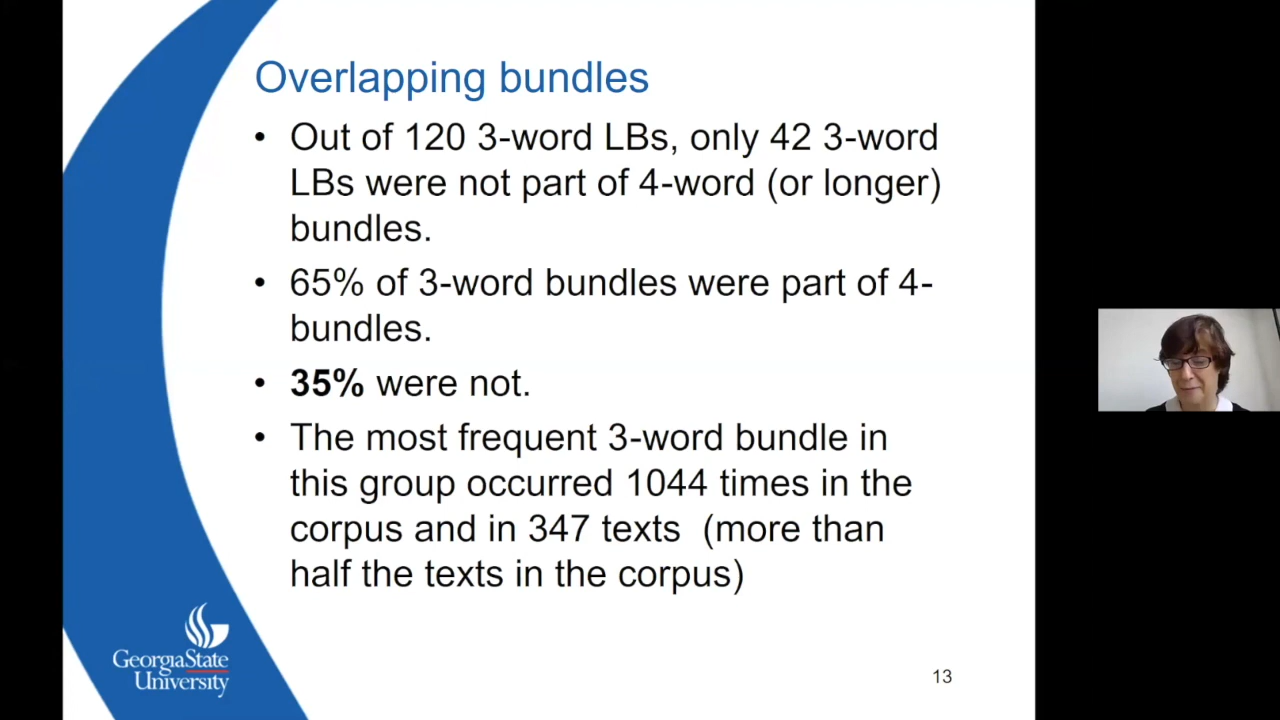 Overlapping bundles
• Out of 120 3-word LBs, only 42 3-word
LBs were not part of 4-word (or longer)
bundles.
• 65% of 3-word bundles were part of 4-
bundles.
• 35% were not.
• The most frequent 3-word bundle in
this group occurred 1044 times in the
corpus and in 347 texts  (more than
half the texts in the corpus)
GeorgiaState
University
13